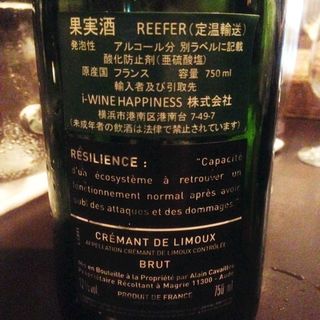 果実酒 REEFER(定温輸送)
発泡性 アルコール分 別ラベルに記載
酸化防止剤(亜硫酸塩)
原産国 フランス 容量 750ml
輸入者及び引取先
i-WINE HAPPINESS 株式会社
横浜市港南区港南台 7-49-7
(未成年者の飲酒は法律で禁止されています
RÉSILIENCE : "Capacité
d'un écosystème à retrouver un
fonctionnement normal après avoir
subi des attaques et des dommages."
CRÉMANT DE LIMOUX
APPELLATION CRÉMANT DE LIMOUX CONTRÔLÉE
BRUT
Mis en Bouteille à la Propriété par Alain Cavaillès
Propriétaire Récoltant à Magrie 11300 - Aude
PRODUIT DE FRANCE 750 ml